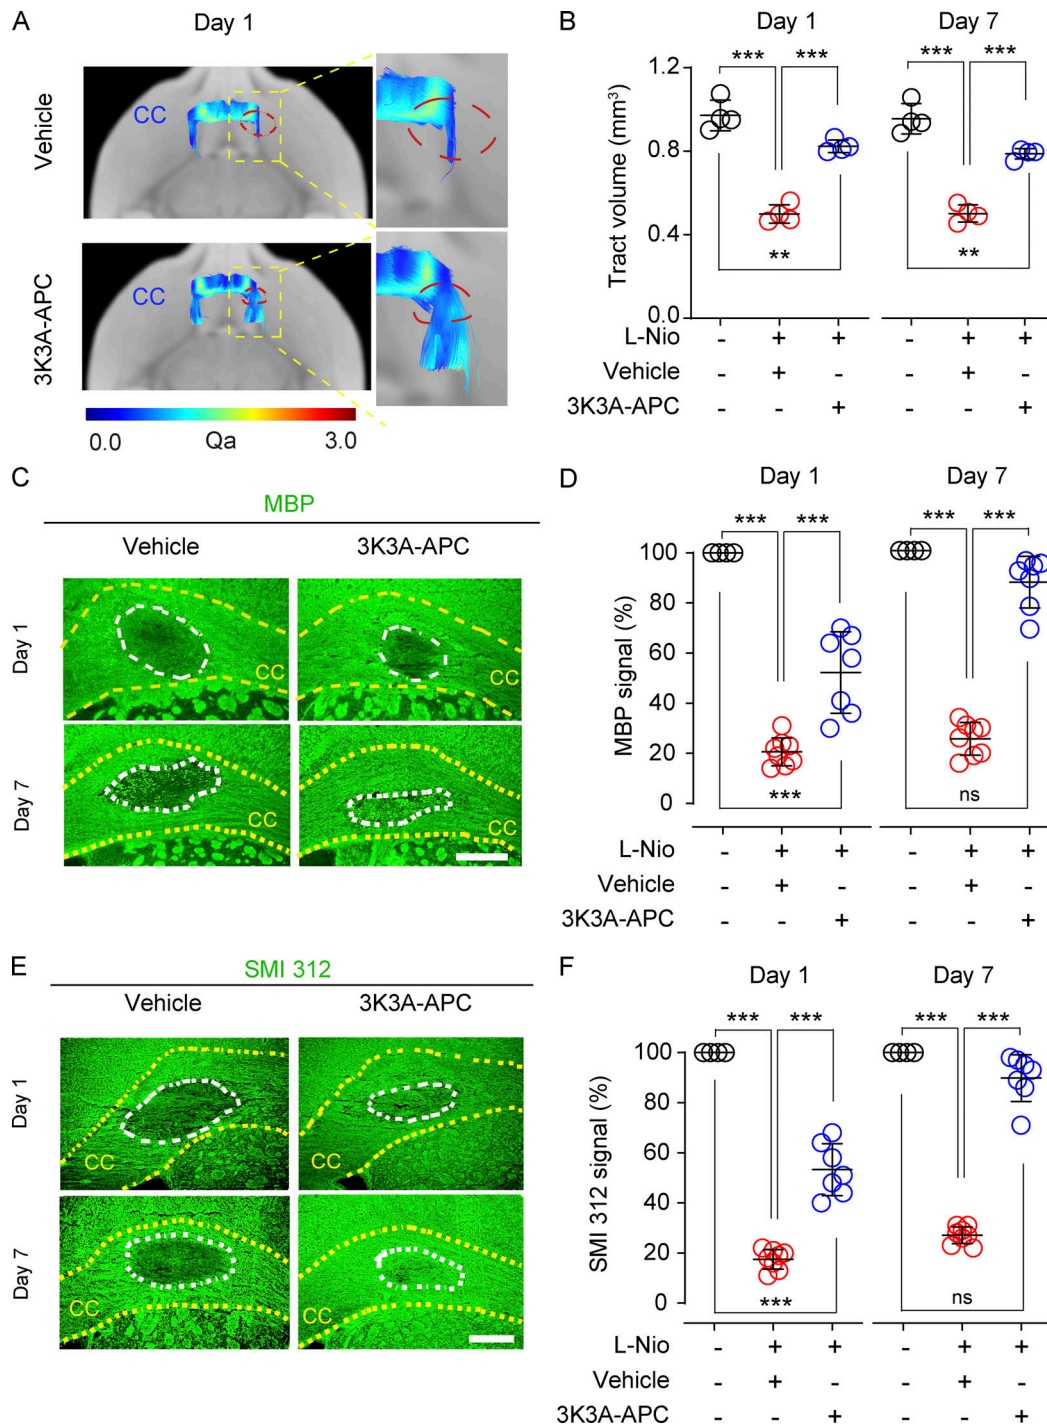 A
Day 1
Vehicle
CC
3K3A-APC
CC
0.0 Qa 3.0
B
Day 1 Day 7
*** *** *** ***
Tract volume (mm³)
1.2
0.8
0.4
0.0
** **
L-Nio - + + - + +
Vehicle - + - - + -
3K3A-APC - - + - - +
C
MBP
Vehicle 3K3A-APC
Day 1
CC CC
Day 7
CC CC
D
Day 1 Day 7
*** *** *** ***
MBP signal (%)
100
80
60
40
20
0
*** ns
L-Nio - + + - + +
Vehicle - + - - + -
3K3A-APC - - + - - +
E
SMI 312
Vehicle 3K3A-APC
Day 1
CC CC
Day 7
CC CC
F
Day 1 Day 7
*** *** *** ***
SMI 312 signal (%)
100
80
60
40
20
0
*** ns
L-Nio - + + - + +
Vehicle - + - - + -
3K3A-APC - - + - - +